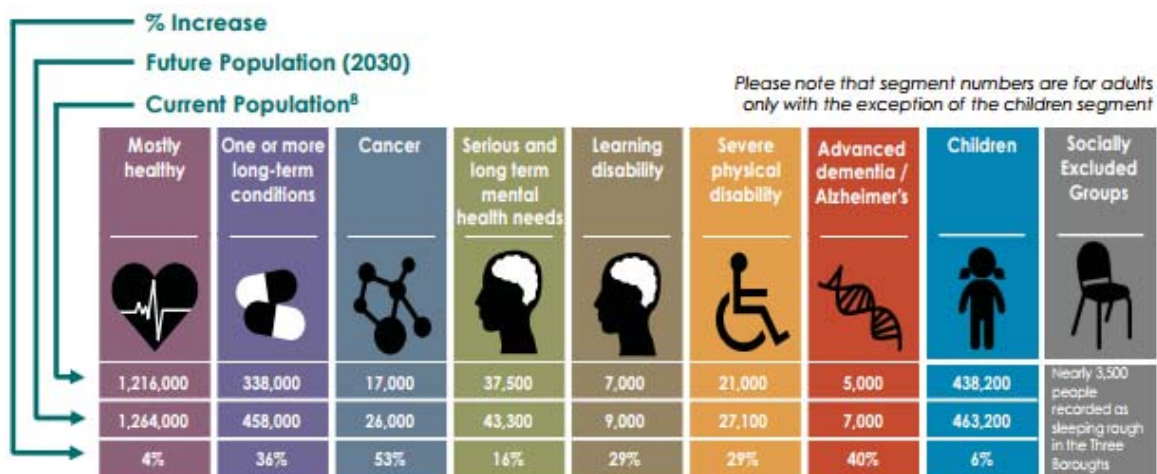 % Increase
Future Population (2030)
Current Population⁸
Please note that segment numbers are for adults
only with the exception of the children segment
Mostly
healthy
One or more
long-term
conditions
Cancer
Serious and
long term
mental
health needs
Learning
disability
Severe
physical
disability
Advanced
dementia /
Alzheimer's
Children
Socially
Excluded
Groups
1,216,000 338,000 17,000 37,500 7,000 21,000 5,000 438,200
1,264,000 458,000 26,000 43,300 9,000 27,100 7,000 463,200
4% 36% 53% 16% 29% 29% 40% 6%
Nearly 3,500
people
recorded as
sleeping rough
in the Three
Boroughs